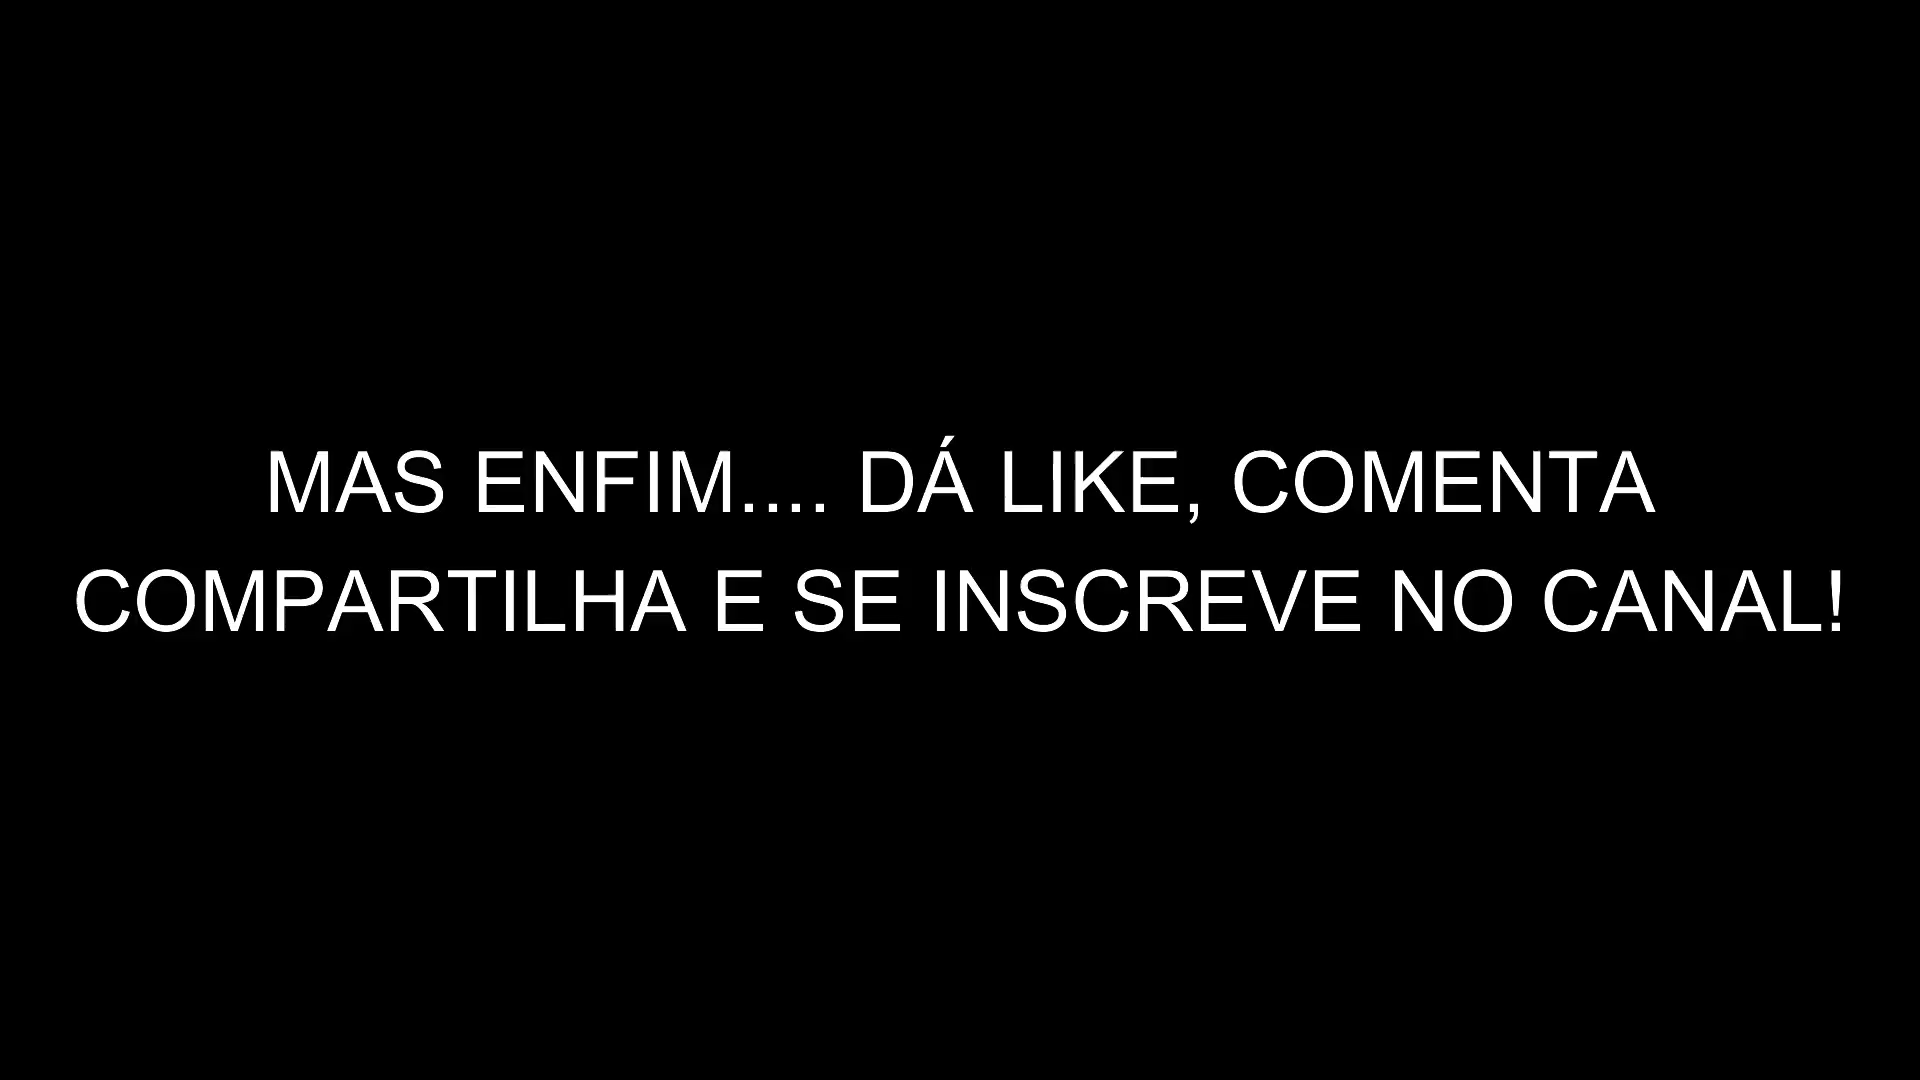 MAS ENFIM.... DÁ LIKE, COMENTA
COMPARTILHA E SE INSCREVE NO CANAL!